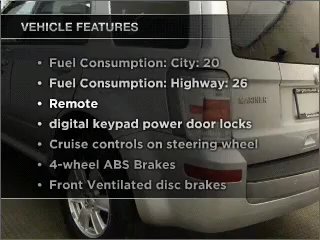 VEHICLE FEATURES
• Fuel Consumption: City: 20
• Fuel Consumption: Highway: 26
• Remote
• digital keypad power door locks
• Cruise controls on steering wheel
• 4-wheel ABS Brakes
• Front Ventilated disc brakes
MARINER